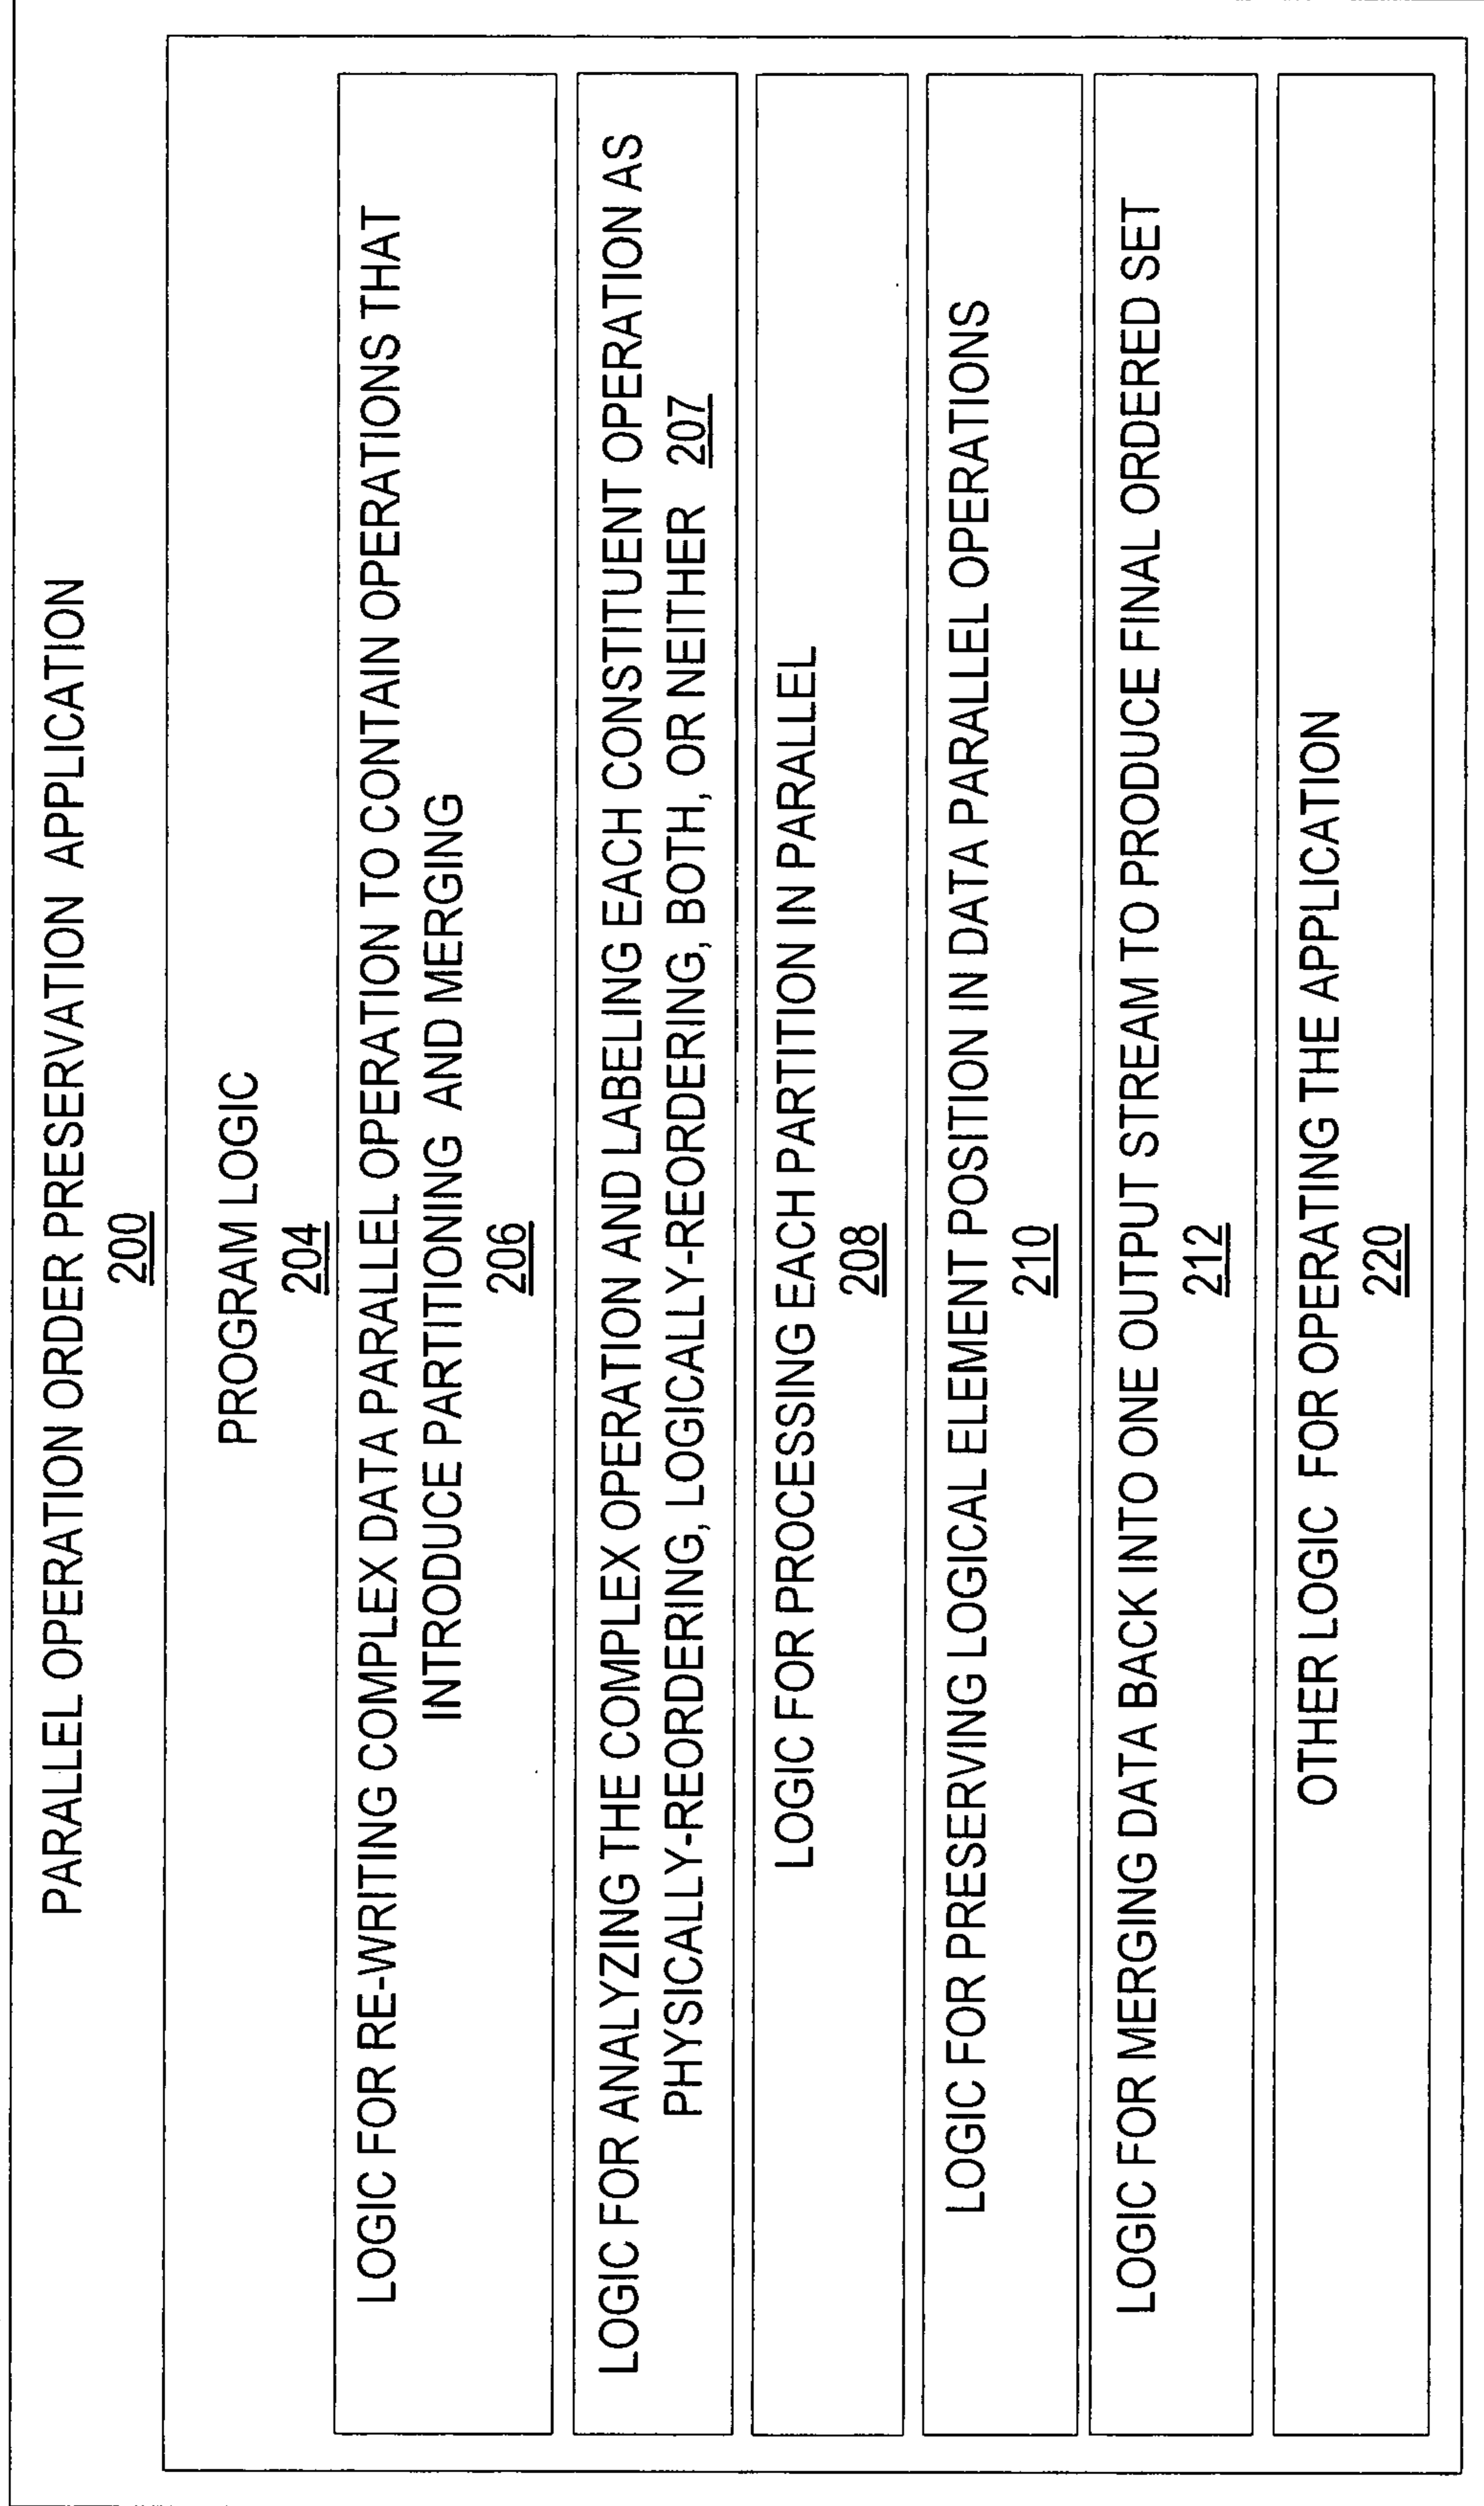 PARALLEL OPERATION ORDER PRESERVATION APPLICATION
200
PROGRAM LOGIC
204
LOGIC FOR RE-WRITING COMPLEX DATA PARALLEL OPERATION TO CONTAIN OPERATIONS THAT
INTRODUCE PARTITIONING AND MERGING
206
LOGIC FOR ANALYZING THE COMPLEX OPERATION AND LABELING EACH CONSTITUENT OPERATION AS
PHYSICALLY-REORDERING, LOGICALLY-REORDERING, BOTH, OR NEITHER 207
LOGIC FOR PROCESSING EACH PARTITION IN PARALLEL
208
LOGIC FOR PRESERVING LOGICAL ELEMENT POSITION IN DATA PARALLEL OPERATIONS
210
LOGIC FOR MERGING DATA BACK INTO ONE OUTPUT STREAM TO PRODUCE FINAL ORDERED SET
212
OTHER LOGIC FOR OPERATING THE APPLICATION
220